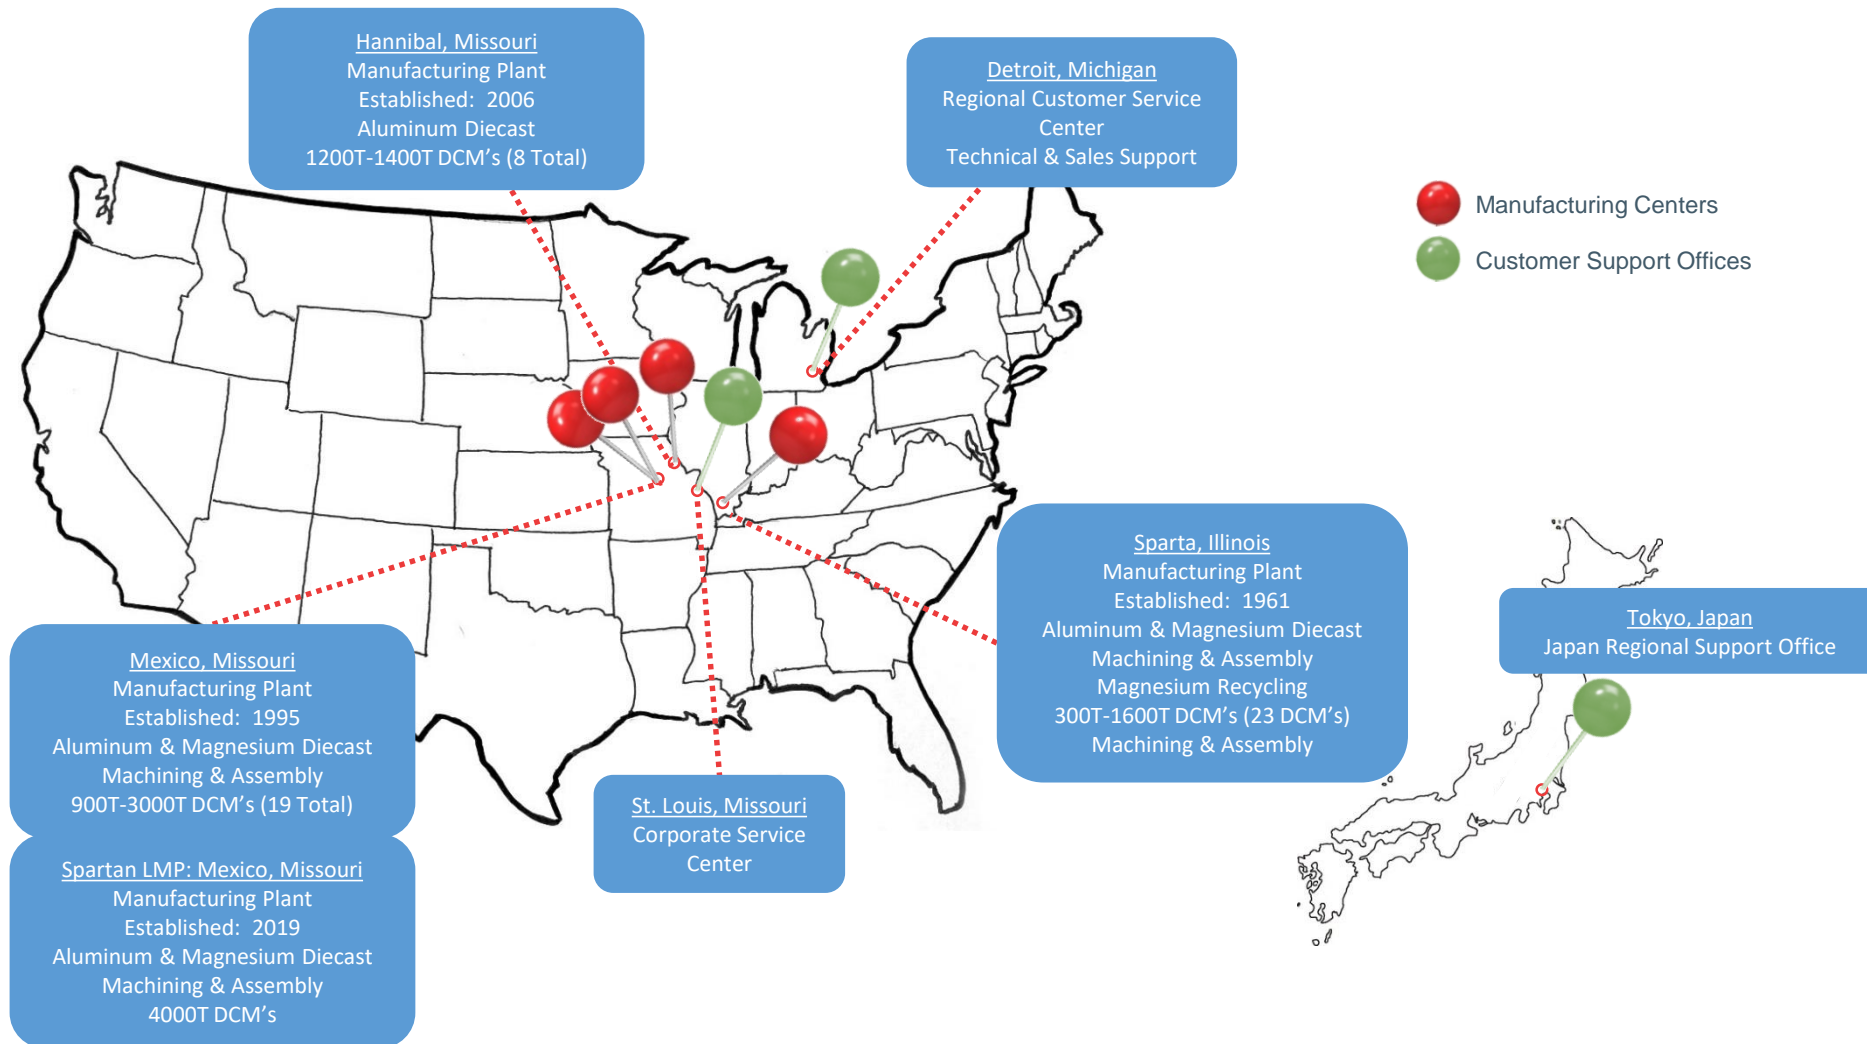 Hannibal, Missouri
Manufacturing Plant
Established:  2006
Aluminum Diecast
1200T-1400T DCM’s (8 Total)
Detroit, Michigan
Regional Customer Service
Center
Technical & Sales Support
Manufacturing Centers
Customer Support Offices
Sparta, Illinois
Manufacturing Plant
Established:  1961
Aluminum & Magnesium Diecast
Machining & Assembly
Magnesium Recycling
300T-1600T DCM’s (23 DCM’s)
Machining & Assembly
Tokyo, Japan
Japan Regional Support Office
Mexico, Missouri
Manufacturing Plant
Established:  1995
Aluminum & Magnesium Diecast
Machining & Assembly
900T-3000T DCM’s (19 Total)
St. Louis, Missouri
Corporate Service
Center
Spartan LMP: Mexico, Missouri
Manufacturing Plant
Established:  2019
Aluminum & Magnesium Diecast
Machining & Assembly
4000T DCM’s